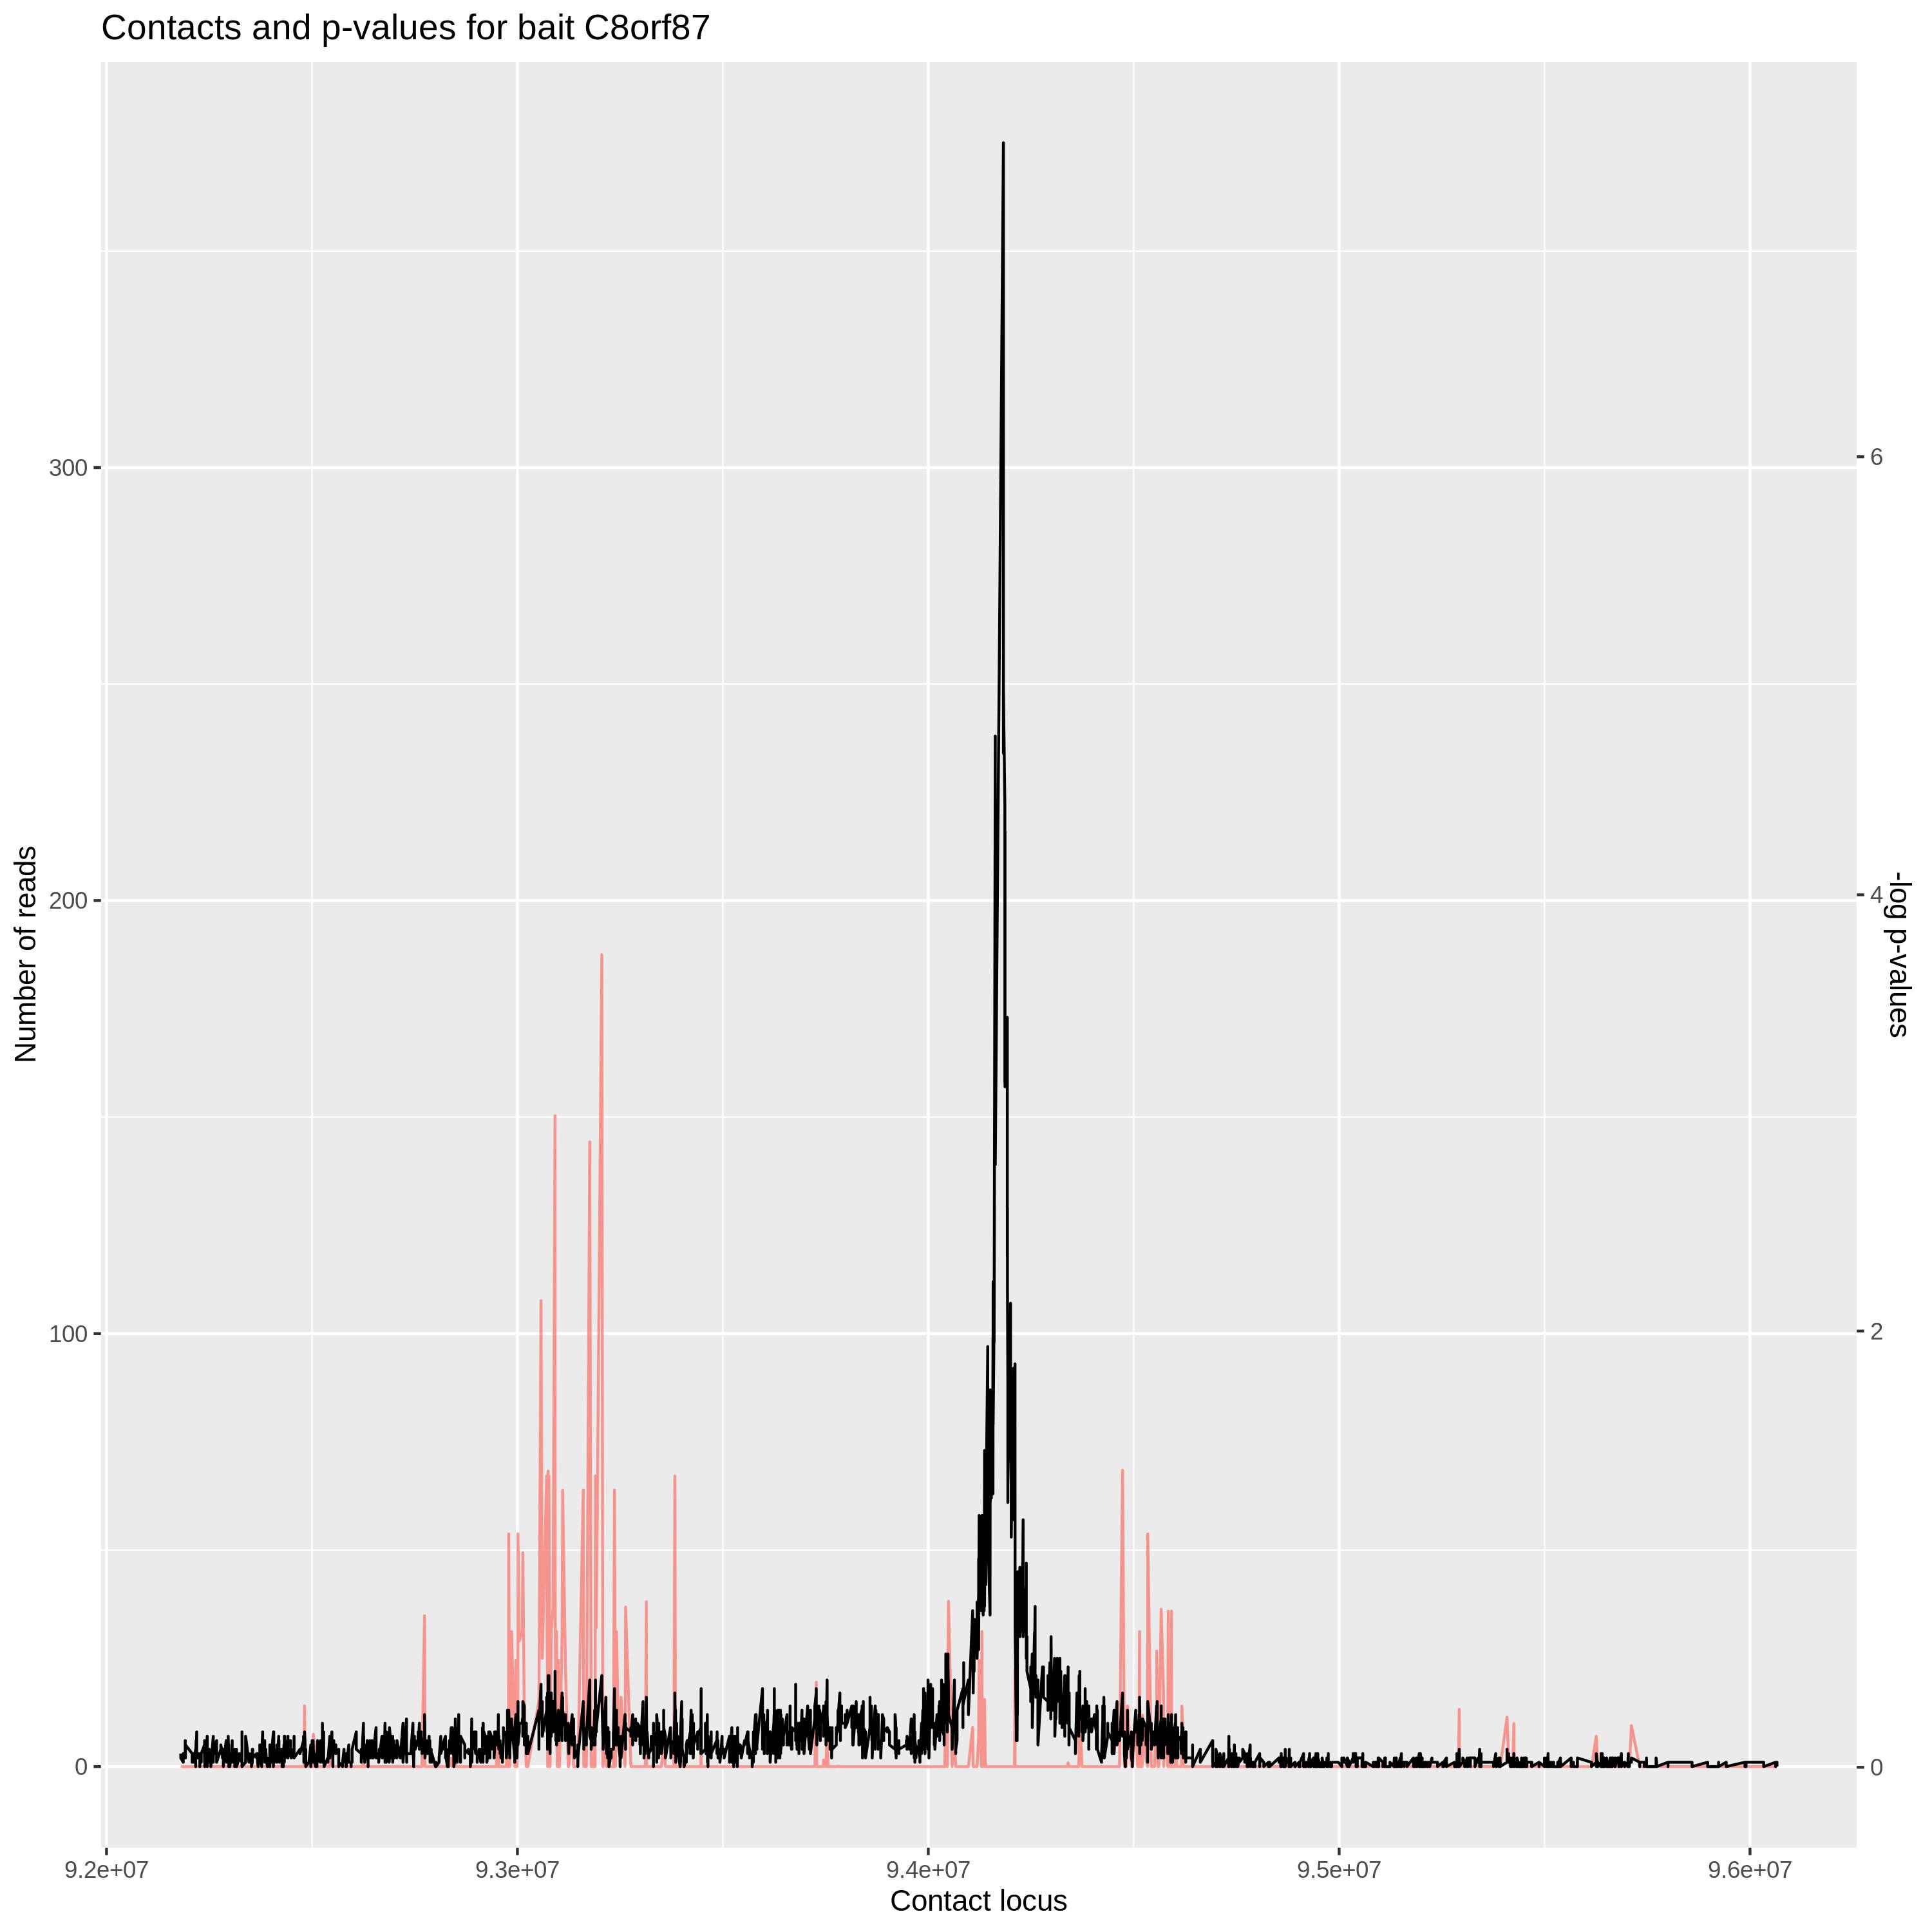 Contacts and p-values for bait C8orf87
Number of reads
300
200
100
0
6
4
2
0
-log p-values
9.2e+07 9.3e+07 9.4e+07 9.5e+07 9.6e+07
Contact locus